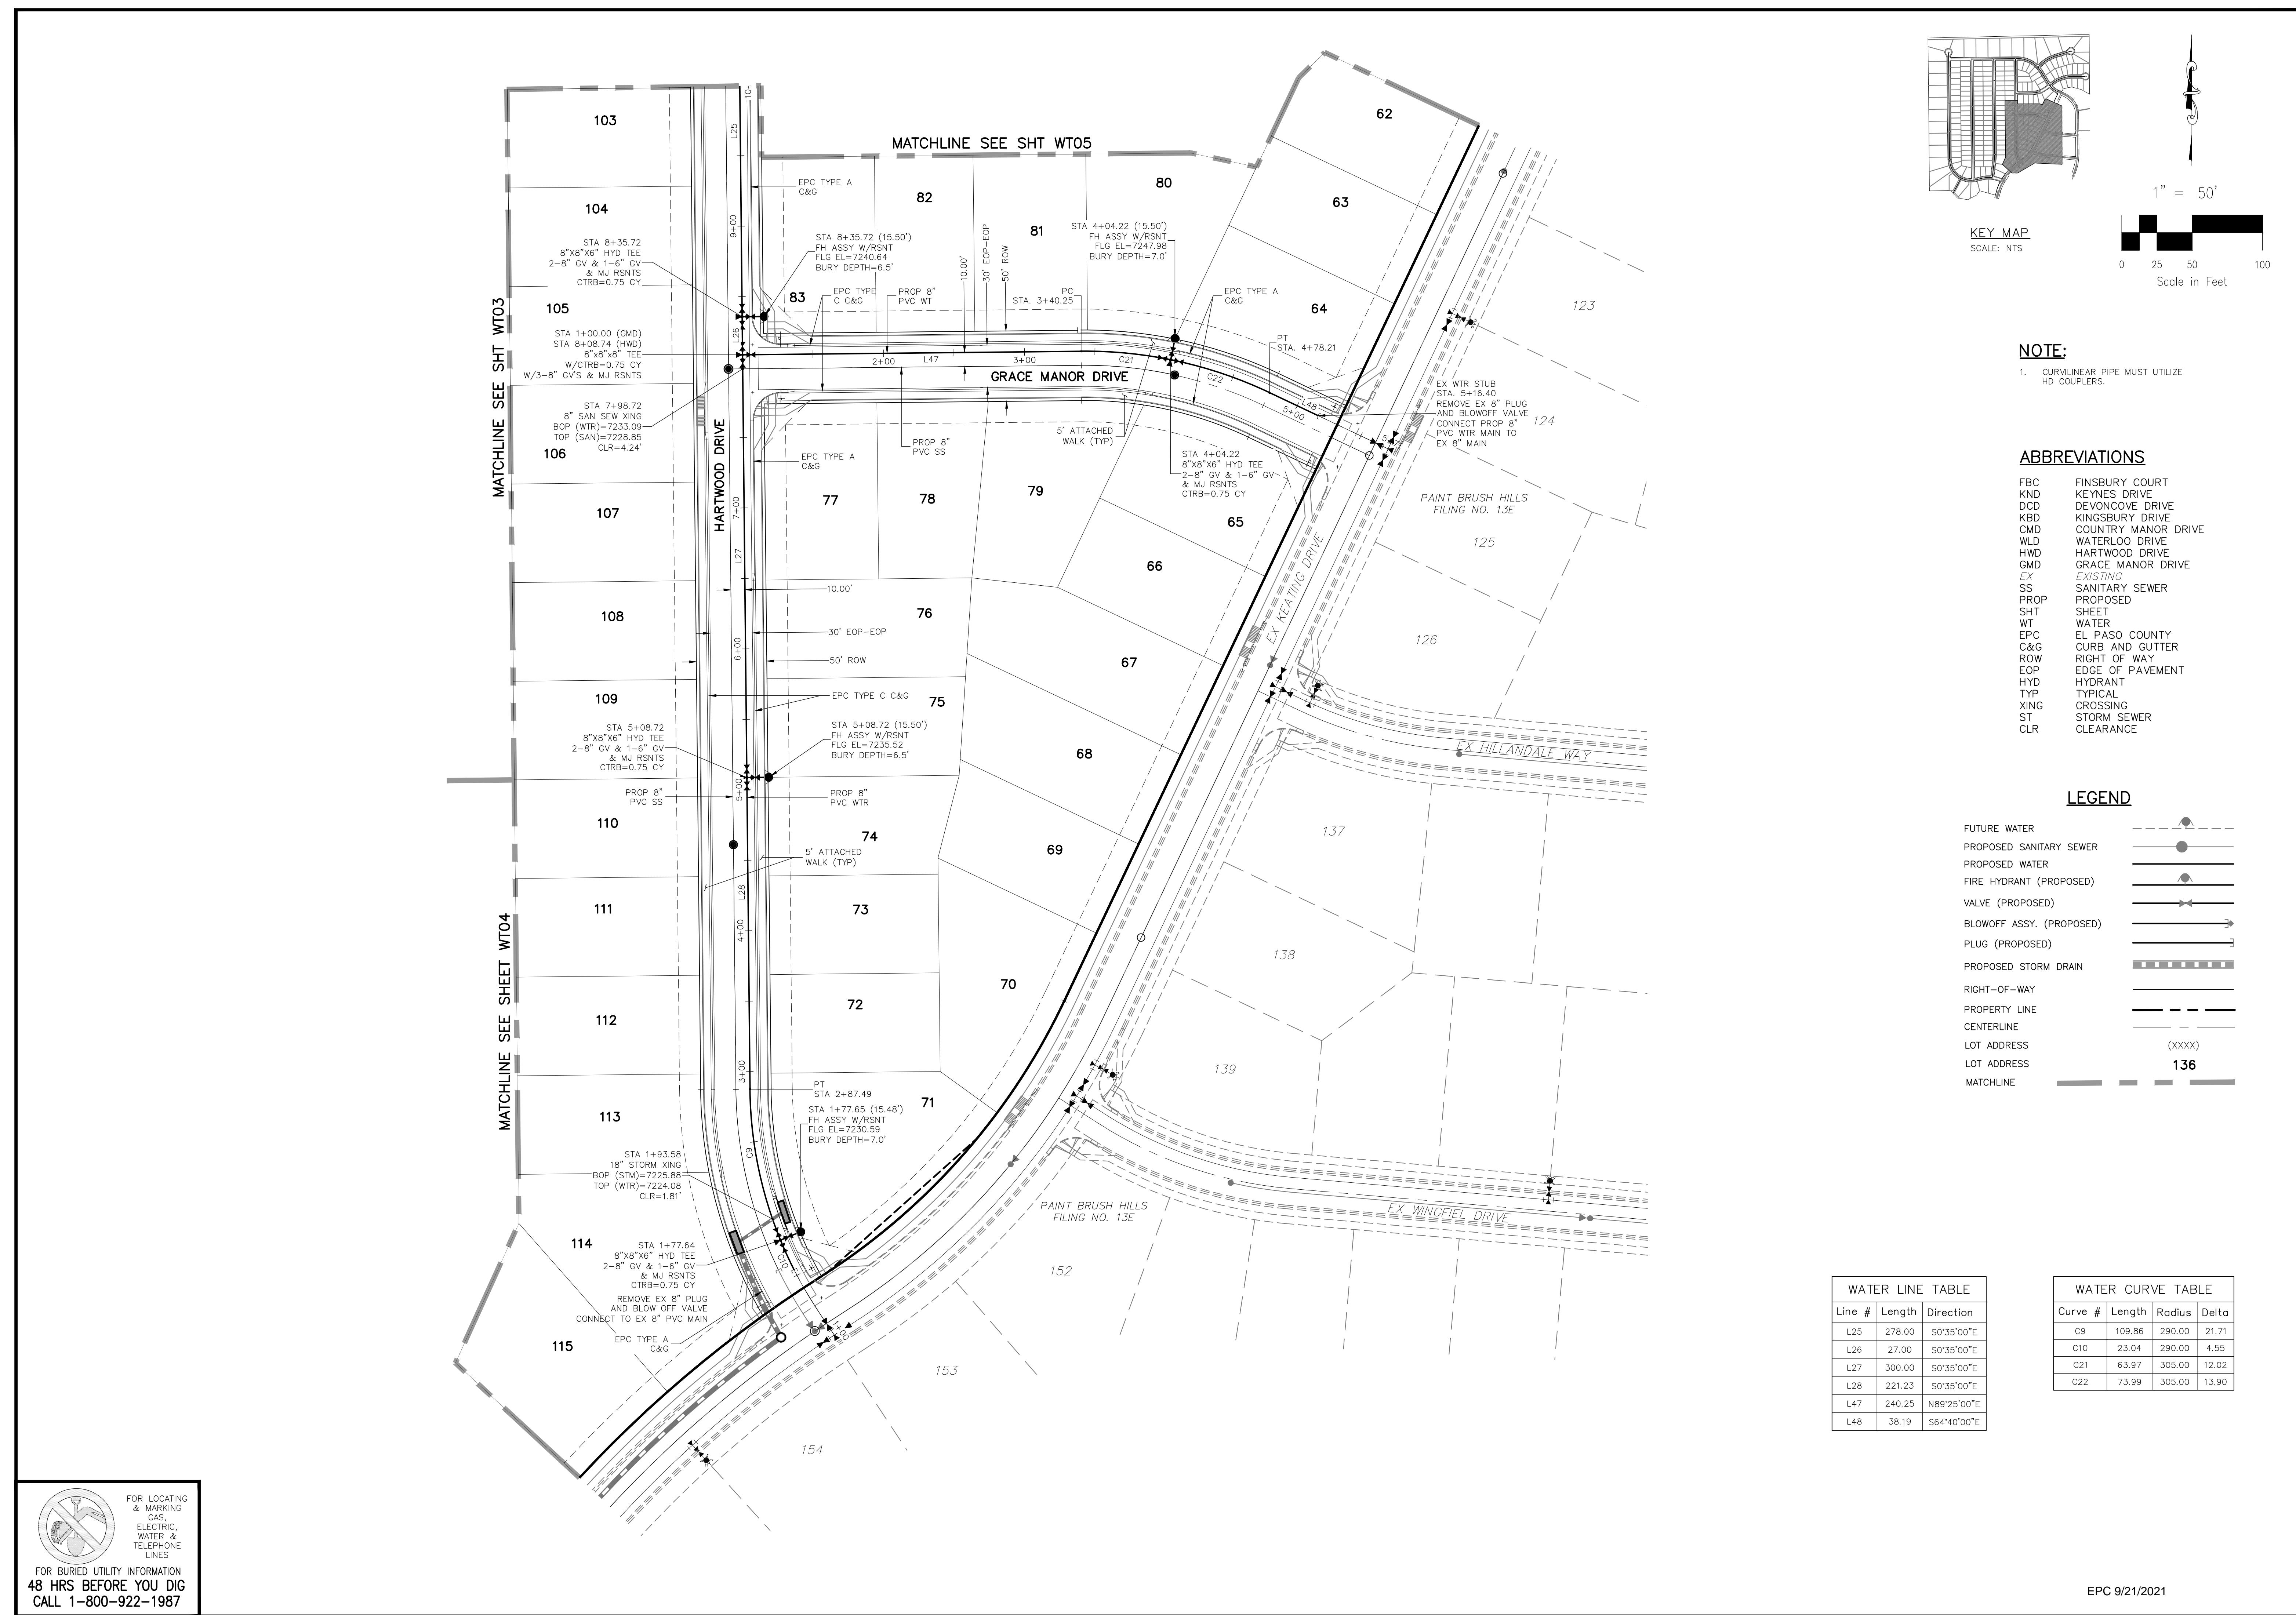 MATCHLINE SEE SHT WT05
MATCHLINE SEE SHT WT03
MATCHLINE SEE SHEET WT04
103
104
105
106
107
108
109
110
111
112
113
114
115
62
63
64
65
66
67
68
69
70
71
72
73
74
75
76
77
78
79
80
81
82
83
123
124
125
126
137
138
139
152
153
154
L25
10+
9+00
L26
7+00
L27
6+00
5+00
L28
4+00
3+00
C9
C10
EPC TYPE A
C&G
STA 8+35.72
8"X8"X6" HYD TEE
2-8" GV & 1-6" GV
& MJ RSNTS
CTRB=0.75 CY
STA 8+35.72 (15.50')
FH ASSY W/RSNT
FLG EL=7240.64
BURY DEPTH=6.5'
STA 4+04.22 (15.50')
FH ASSY W/RSNT
FLG EL=7247.98
BURY DEPTH=7.0'
10.00'
30' EOP-EOP
50' ROW
EPC TYPE
C C&G
PROP 8"
PVC WT
PC
STA. 3+40.25
EPC TYPE A
C&G
STA 1+00.00 (GMD)
STA 8+08.74 (HWD)
8"x8"x8" TEE
W/CTRB=0.75 CY
W/3-8" GV'S & MJ RSNTS
2+00
L47
3+00
C21
C22
L48
5+00
GRACE MANOR DRIVE
PT
STA. 4+78.21
EX WTR STUB
STA. 5+16.40
REMOVE EX 8" PLUG
AND BLOWOFF VALVE
CONNECT PROP 8"
PVC WTR MAIN TO
EX 8" MAIN
STA 7+98.72
8" SAN SEW XING
BOP (WTR)=7233.09
TOP (SAN)=7228.85
CLR=4.24'
HARTWOOD DRIVE
EPC TYPE A
C&G
PROP 8"
PVC SS
5' ATTACHED
WALK (TYP)
STA 4+04.22
8"X8"X6" HYD TEE
2-8" GV & 1-6" GV
& MJ RSNTS
CTRB=0.75 CY
PAINT BRUSH HILLS
FILING NO. 13E
EX KEATING DRIVE
10.00'
30' EOP-EOP
50' ROW
EPC TYPE C C&G
STA 5+08.72
8"X8"X6" HYD TEE
2-8" GV & 1-6" GV
& MJ RSNTS
CTRB=0.75 CY
STA 5+08.72 (15.50')
FH ASSY W/RSNT
FLG EL=7235.52
BURY DEPTH=6.5'
PROP 8"
PVC SS
PROP 8"
PVC WTR
5' ATTACHED
WALK (TYP)
EX HILLANDALE WAY
PT
STA 2+87.49
STA 1+77.65 (15.48')
FH ASSY W/RSNT
FLG EL=7230.59
BURY DEPTH=7.0'
STA 1+93.58
18" STORM XING
BOP (STM)=7225.88
TOP (WTR)=7224.08
CLR=1.81'
STA 1+77.64
8"X8"X6" HYD TEE
2-8" GV & 1-6" GV
& MJ RSNTS
CTRB=0.75 CY
REMOVE EX 8" PLUG
AND BLOW OFF VALVE
CONNECT TO EX 8" PVC MAIN
EPC TYPE A
C&G
PAINT BRUSH HILLS
FILING NO. 13E
EX WINGFIEL DRIVE
KEY MAP
SCALE: NTS
1" = 50'
0 25 50 100
Scale in Feet
NOTE:
1. CURVILINEAR PIPE MUST UTILIZE
HD COUPLERS.
ABBREVIATIONS
FBC FINSBURY COURT
KND KEYNES DRIVE
DCD DEVONCOVE DRIVE
KBD KINGSBURY DRIVE
CMD COUNTRY MANOR DRIVE
WLD WATERLOO DRIVE
HWD HARTWOOD DRIVE
GMD GRACE MANOR DRIVE
EX EXISTING
SS SANITARY SEWER
PROP PROPOSED
SHT SHEET
WT WATER
EPC EL PASO COUNTY
C&G CURB AND GUTTER
ROW RIGHT OF WAY
EOP EDGE OF PAVEMENT
HYD HYDRANT
TYP TYPICAL
XING CROSSING
ST STORM SEWER
CLR CLEARANCE
LEGEND
FUTURE WATER
PROPOSED SANITARY SEWER
PROPOSED WATER
FIRE HYDRANT (PROPOSED)
VALVE (PROPOSED)
BLOWOFF ASSY. (PROPOSED)
PLUG (PROPOSED)
PROPOSED STORM DRAIN
RIGHT-OF-WAY
PROPERTY LINE
CENTERLINE
LOT ADDRESS (XXXX)
LOT ADDRESS 136
MATCHLINE
WATER LINE TABLE
Line # Length Direction
L25 278.00 S0°35'00"E
L26 27.00 S0°35'00"E
L27 300.00 S0°35'00"E
L28 221.23 S0°35'00"E
L47 240.25 N89°25'00"E
L48 38.19 S64°40'00"E
WATER CURVE TABLE
Curve # Length Radius Delta
C9 109.86 290.00 21.71
C10 23.04 290.00 4.55
C21 63.97 305.00 12.02
C22 73.99 305.00 13.90
FOR LOCATING
& MARKING
GAS,
ELECTRIC,
WATER &
TELEPHONE
LINES
FOR BURIED UTILITY INFORMATION
48 HRS BEFORE YOU DIG
CALL 1-800-922-1987
EPC 9/21/2021